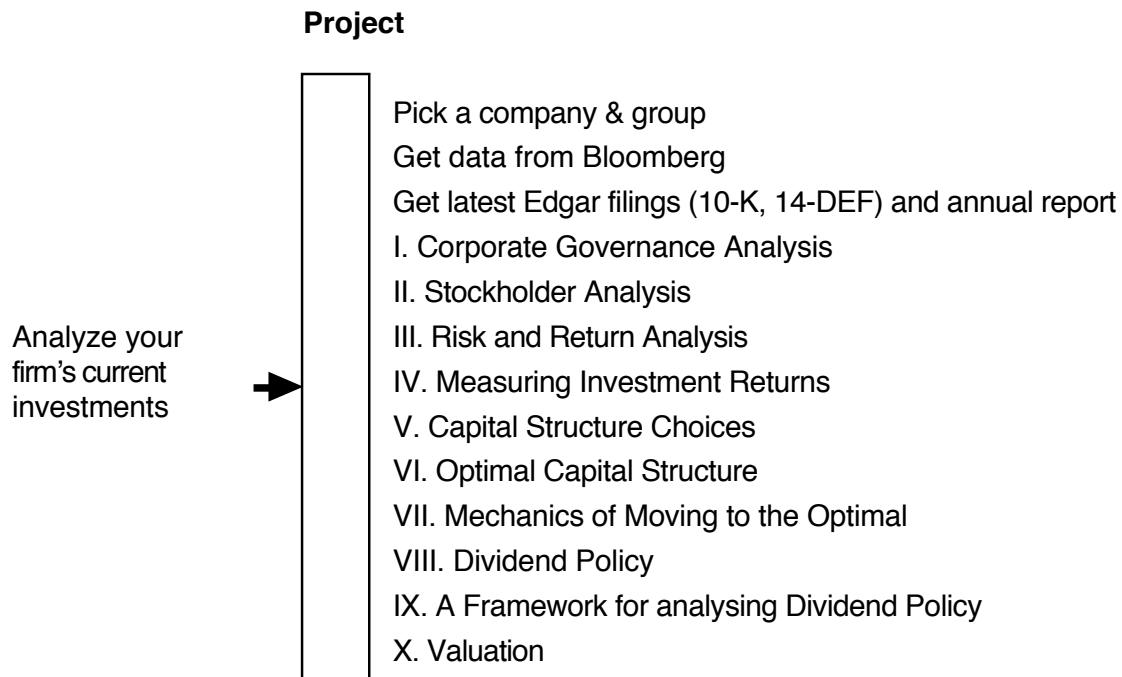 Project
Pick a company & group
Get data from Bloomberg
Get latest Edgar filings (10-K, 14-DEF) and annual report
I. Corporate Governance Analysis
II. Stockholder Analysis
III. Risk and Return Analysis
IV. Measuring Investment Returns
V. Capital Structure Choices
VI. Optimal Capital Structure
VII. Mechanics of Moving to the Optimal
VIII. Dividend Policy
IX. A Framework for analysing Dividend Policy
X. Valuation
Analyze your
firm's current
investments